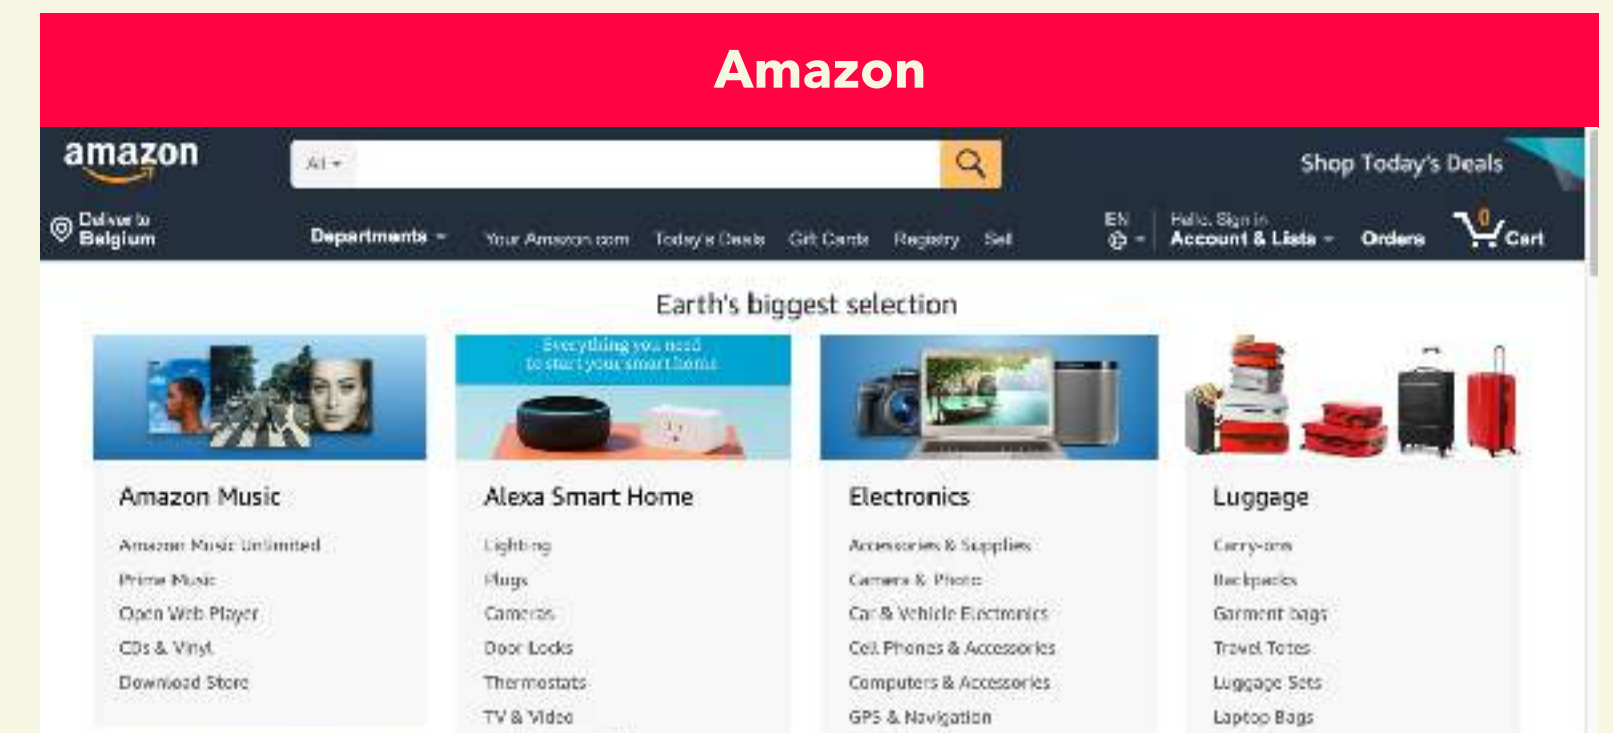 Amazon
amazon
All
Shop Today's Deals
Deliver to
Belgium
Departments
Your Amazon.com
Today's Deals
Gift Cards
Registry
Sell
EN
Hello, Sign in
Account & Lists
Orders
0
Cart
Earth's biggest selection
Everything you need
to start your smart home
Amazon Music
Amazon Music Unlimited
Prime Music
Open Web Player
CDs & Vinyl
Download Store
Alexa Smart Home
Lighting
Plugs
Cameras
Door Locks
Thermostats
TV & Video
Electronics
Accessories & Supplies
Camera & Photo
Car & Vehicle Electronics
Cell Phones & Accessories
Computers & Accessories
GPS & Navigation
Luggage
Carry-ons
Backpacks
Garment bags
Travel Totes
Luggage Sets
Laptop Bags